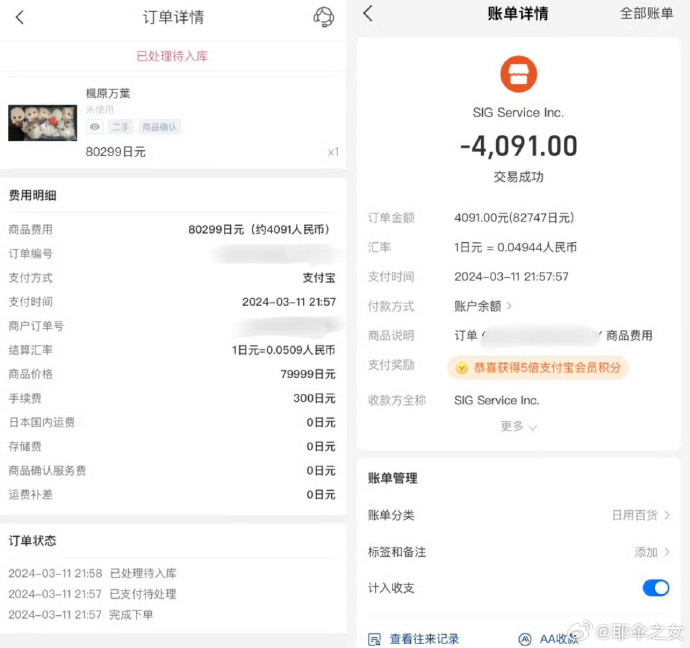 订单详情
已处理待入库
楓原万葉
未使用
二手 商品确认
80299日元 x1
费用明细
商品费用 80299日元（约4091人民币）
订单编号
支付方式 支付宝
支付时间 2024-03-11 21:57
商户订单号
结算汇率 1日元=0.0509人民币
商品价格 79999日元
手续费 300日元
日本国内运费 0日元
存储费 0日元
商品确认服务费 0日元
运费补差 0日元
订单状态
2024-03-11 21:58 已处理待入库
2024-03-11 21:57 已支付待处理
2024-03-11 21:57 完成下单
账单详情 全部账单
SIG Service Inc.
-4,091.00
交易成功
订单金额 4091.00元(82747日元)
汇率 1日元 = 0.04944人民币
支付时间 2024-03-11 21:57:57
付款方式 账户余额
商品说明 订单 商品费用
支付奖励 恭喜获得5倍支付宝会员积分
收款方全称 SIG Service Inc.
更多
账单管理
账单分类 日用百货
标签和备注 添加
计入收支
查看往来记录 AA收款
@耶伞之女